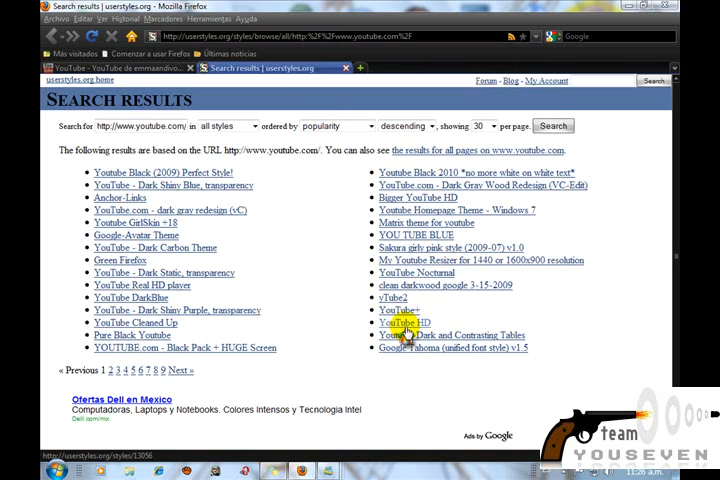 Search results | userstyles.org - Mozilla Firefox
Archivo Editar Ver Historial Marcadores Herramientas Ayuda
http://userstyles.org/styles/browse/all/http:%2F%2Fwww.youtube.com%2F
Google
Más visitados Comenzar a usar Firefox Últimas noticias
YouTube - YouTube de emmaandivo... Search results | userstyles.org
userstyles.org home
Forum - Blog - My Account
Search
SEARCH RESULTS
Search for http://www.youtube.com/ in all styles ordered by popularity descending, showing 30 per page. Search
The following results are based on the URL http://www.youtube.com/. You can also see the results for all pages on www.youtube.com.
Youtube Black (2009) Perfect Style!
YouTube - Dark Shiny Blue, transparency
Anchor-Links
YouTube.com - dark gray redesign (vC)
Youtube GirlSkin +18
Google-Avatar Theme
YouTube - Dark Carbon Theme
Green Firefox
YouTube - Dark Static, transparency
YouTube Real HD player
YouTube DarkBlue
YouTube - Dark Shiny Purple, transparency
YouTube Cleaned Up
Pure Black Youtube
YOUTUBE.com - Black Pack + HUGE Screen
Youtube Black 2010 *no more white on white text*
YouTube.com - Dark Gray Wood Redesign (VC-Edit)
Bigger YouTube HD
Youtube Homepage Theme - Windows 7
Matrix theme for youtube
YOU TUBE BLUE
Sakura girly pink style (2009-07) v1.0
My Youtube Resizer for 1440 or 1600x900 resolution
YouTube Nocturnal
clean darkwood google 3-15-2009
yTube2
YouTube+
YouTube HD
Youtube Dark and Contrasting Tables
Google Tahoma (unified font style) v1.5
« Previous 1 2 3 4 5 6 7 8 9 Next »
Ofertas Dell en Mexico
Computadoras, Laptops y Notebooks. Colores Intensos y Tecnologia Intel
Dell.com/mx
Ads by Google
http://userstyles.org/styles/13056
team
YOUSEVEN
11:26 a.m.